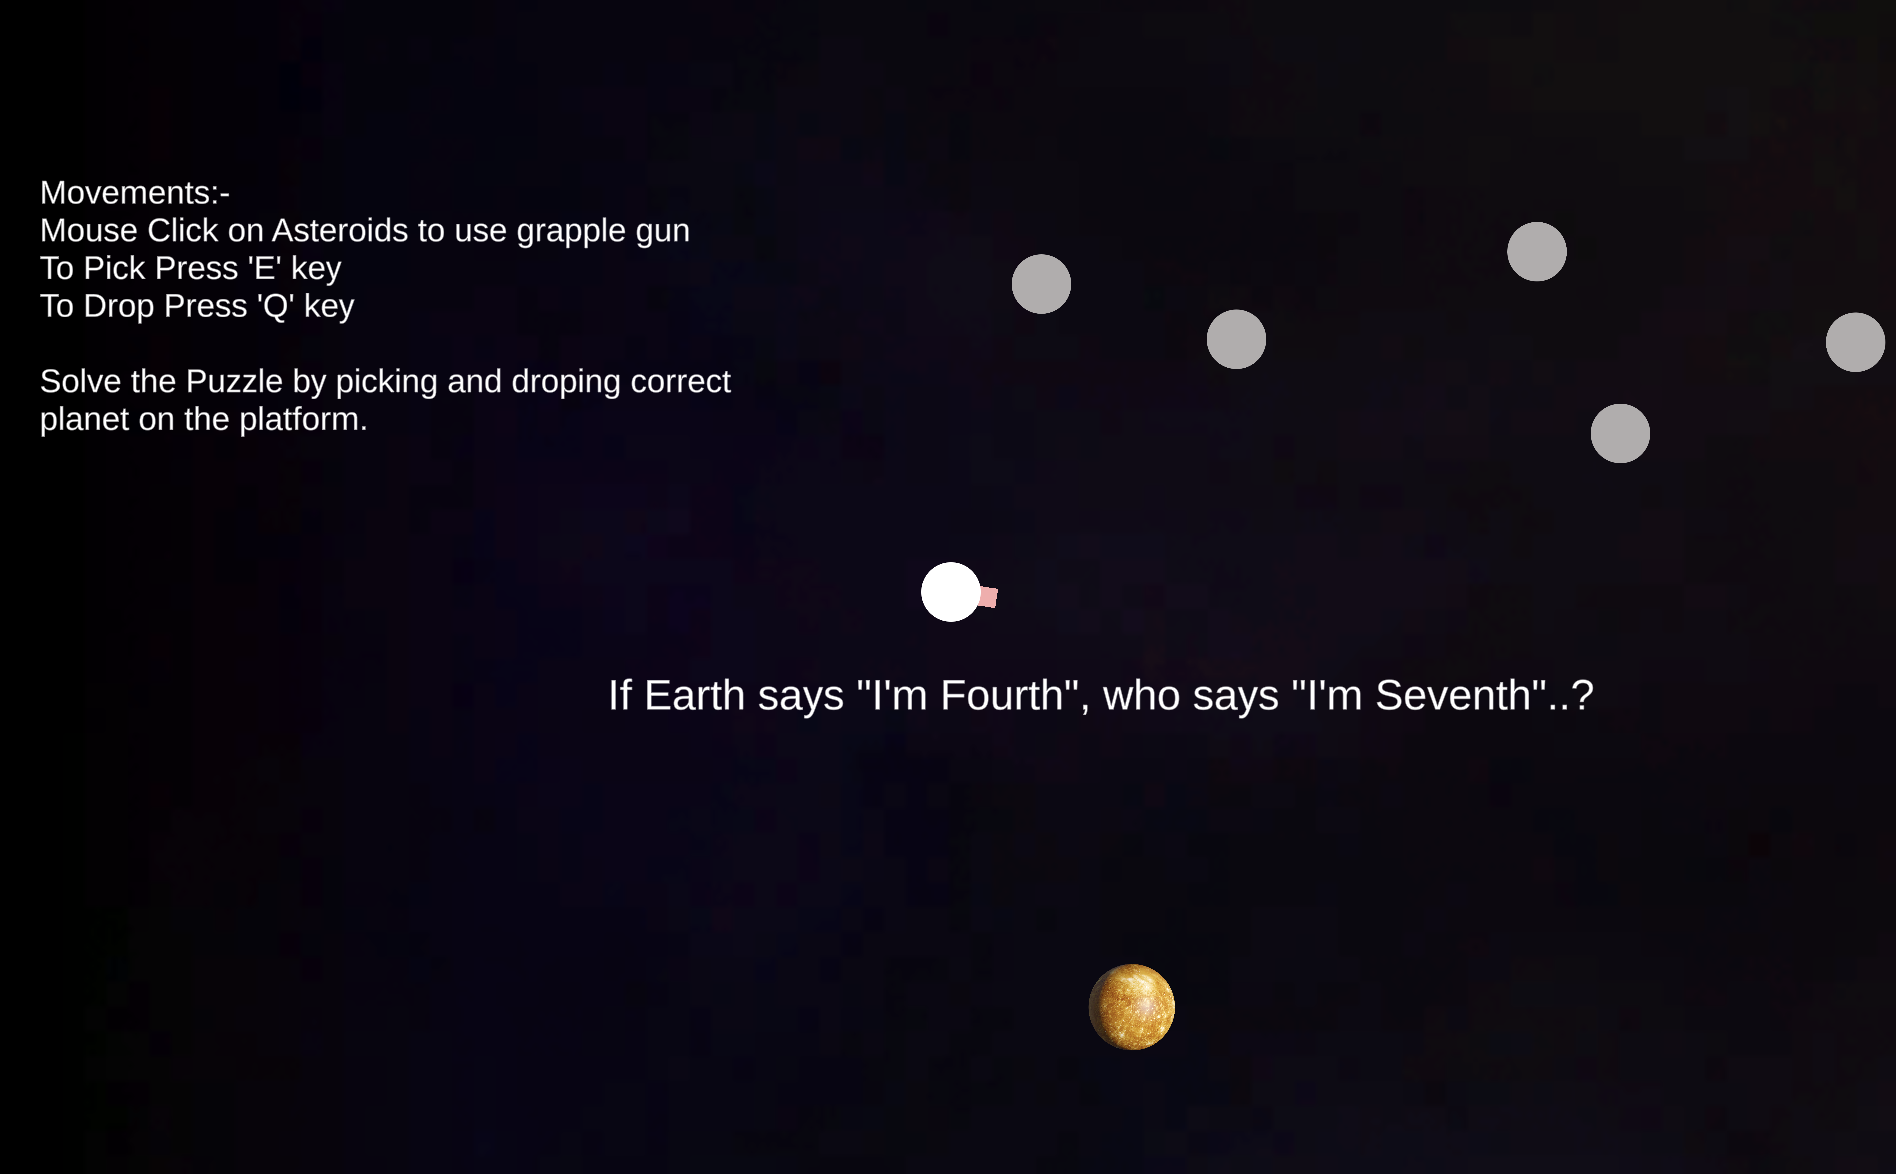 Movements:-
Mouse Click on Asteroids to use grapple gun
To Pick Press 'E' key
To Drop Press 'Q' key
Solve the Puzzle by picking and droping correct
planet on the platform.
If Earth says "I'm Fourth", who says "I'm Seventh"..?